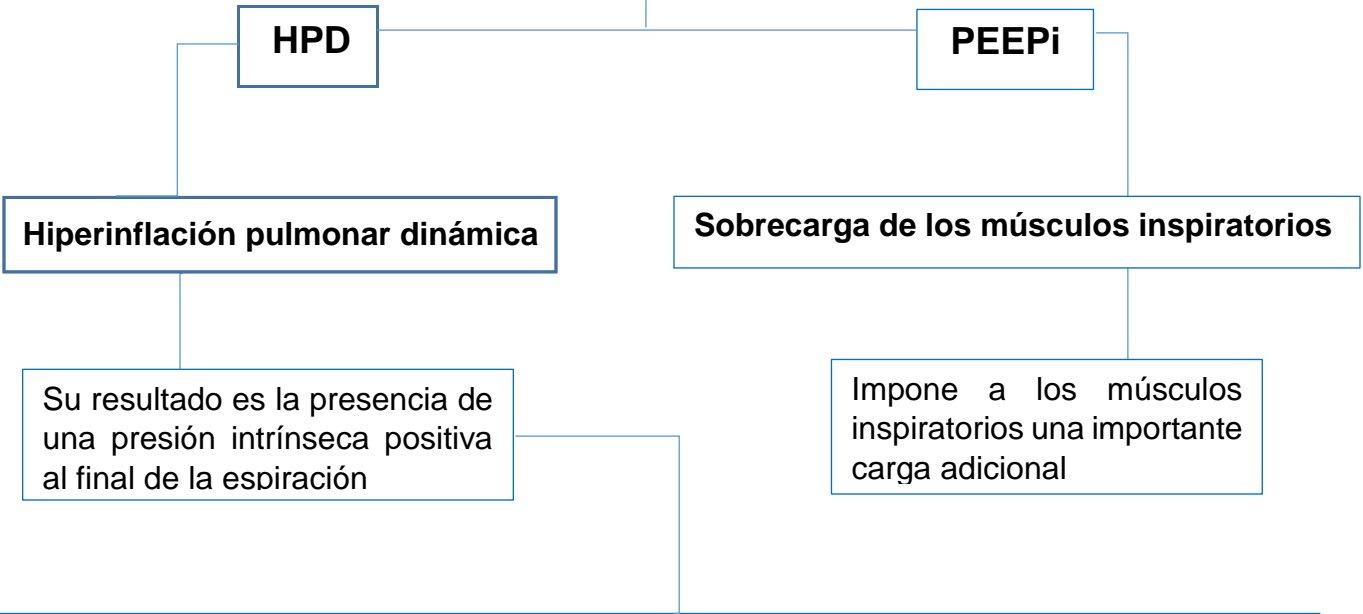 HPD
PEEPi
Hiperinflación pulmonar dinámica
Sobrecarga de los músculos inspiratorios
Su resultado es la presencia de
una presión intrínseca positiva
al final de la espiración
Impone a los músculos
inspiratorios una importante
carga adicional